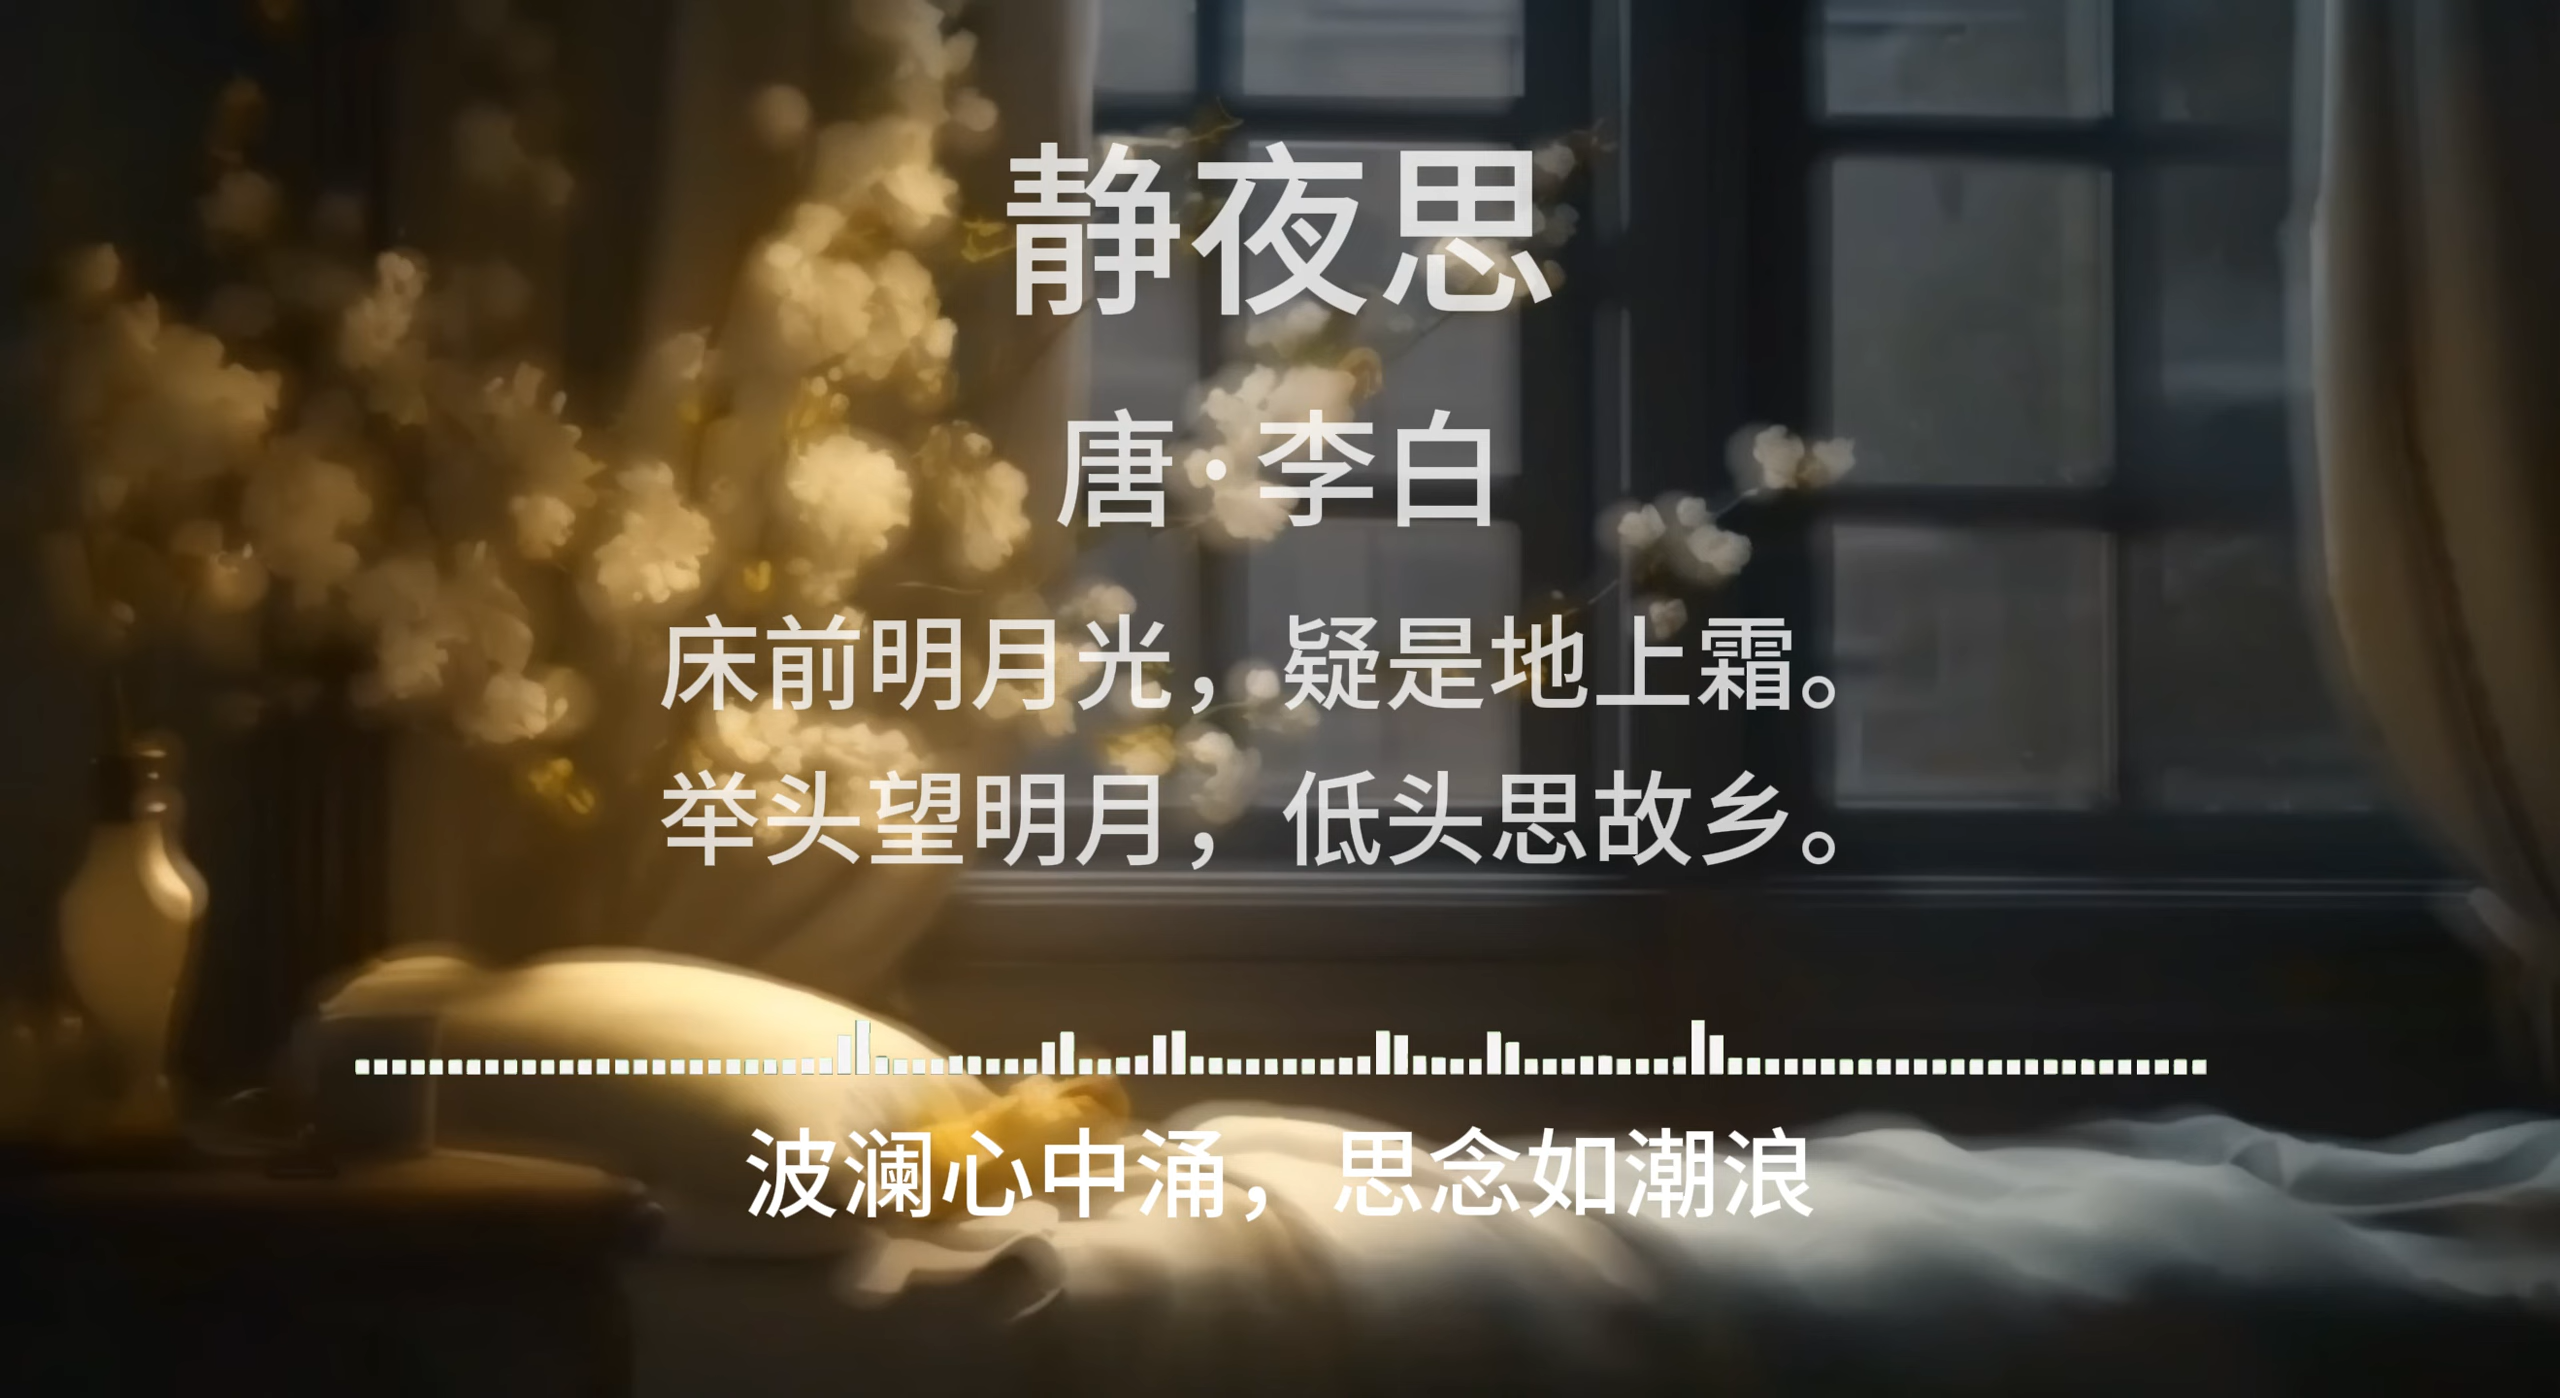 静夜思
唐·李白
床前明月光，疑是地上霜。
举头望明月，低头思故乡。
波澜心中涌，思念如潮浪